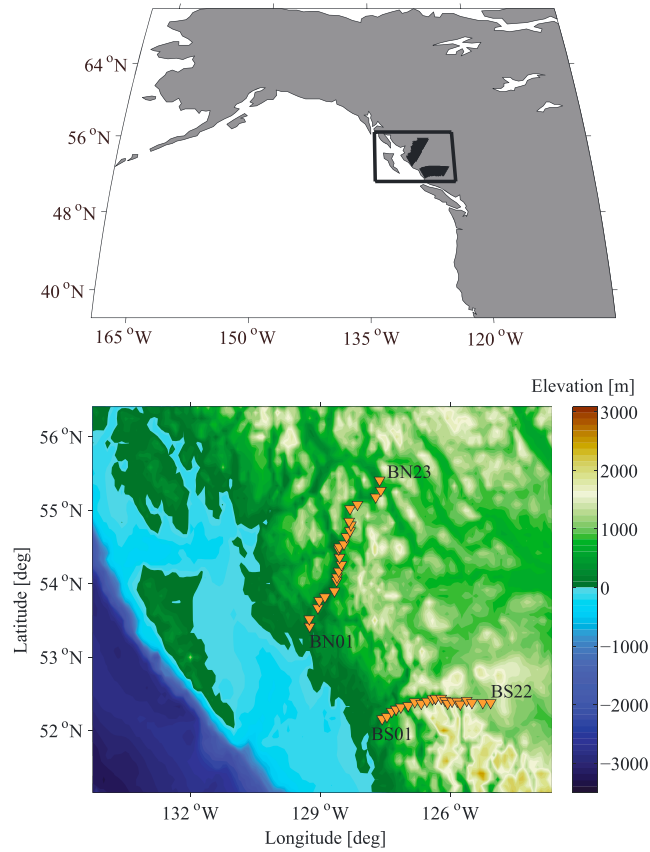 64 °N
56 °N
48 °N
40 °N
165 °W
150 °W
135 °W
120 °W
Elevation [m]
56 °N
55 °N
54 °N
53 °N
52 °N
Latitude [deg]
BN23
BN01
BS22
BS01
3000
2000
1000
0
−1000
−2000
−3000
132 °W
129 °W
126 °W
Longitude [deg]